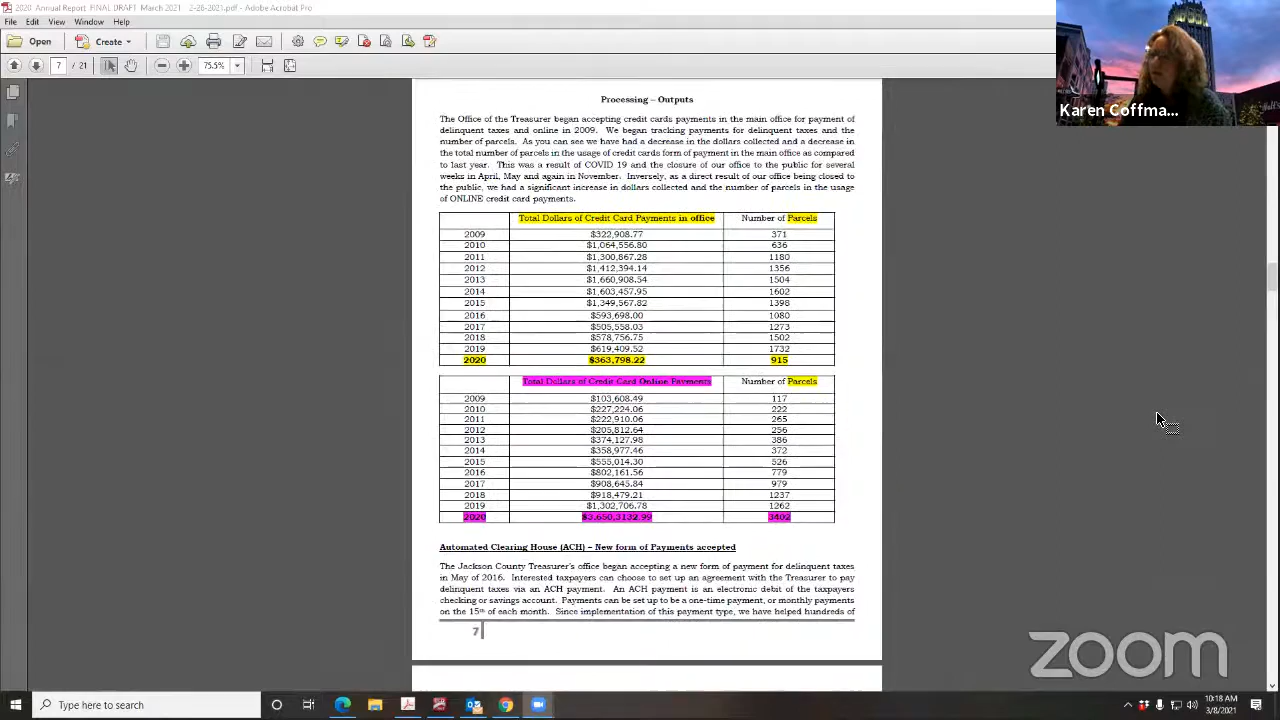 2020 Annual Report FINAL DRAFT March 2021 - 2-28-2021.pdf - Adobe Acrobat Pro
File Edit View Window Help
Open Create
7 / 21 75.5%
Karen Coffma...
Processing – Outputs
The Office of the Treasurer began accepting credit cards payments in the main office for payment of
delinquent taxes and online in 2009. We began tracking payments for delinquent taxes and the
number of parcels. As you can see we have had a decrease in the dollars collected and a decrease in
the total number of parcels in the usage of credit cards form of payment in the main office as compared
to last year. This was a result of COVID 19 and the closure of our office to the public for several
weeks in April, May and again in November. Inversely, as a direct result of our office being closed to
the public, we had a significant increase in dollars collected and the number of parcels in the usage
of ONLINE credit card payments.
Total Dollars of Credit Card Payments in office Number of Parcels
2009 $322,908.77 371
2010 $1,064,556.80 636
2011 $1,300,867.28 1180
2012 $1,412,394.14 1356
2013 $1,660,908.54 1504
2014 $1,603,457.95 1602
2015 $1,349,567.82 1398
2016 $593,698.00 1080
2017 $505,558.03 1273
2018 $578,756.75 1502
2019 $619,409.52 1732
2020 $363,798.22 915
Total Dollars of Credit Card Online Payments Number of Parcels
2009 $103,608.49 117
2010 $227,224.06 222
2011 $222,910.06 265
2012 $205,812.64 256
2013 $374,127.98 386
2014 $358,977.46 372
2015 $555,014.30 526
2016 $802,161.56 779
2017 $908,645.84 979
2018 $918,479.21 1237
2019 $1,302,706.78 1262
2020 $3.650,3132.99 3402
Automated Clearing House (ACH) – New form of Payments accepted
The Jackson County Treasurer's office began accepting a new form of payment for delinquent taxes
in May of 2016. Interested taxpayers can choose to set up an agreement with the Treasurer to pay
delinquent taxes via an ACH payment. An ACH payment is an electronic debit of the taxpayers
checking or savings account. Payments can be set up to be a one-time payment, or monthly payments
on the 15th of each month. Since implementation of this payment type, we have helped hundreds of
7
zoom
Type here to search
10:18 AM
3/8/2021